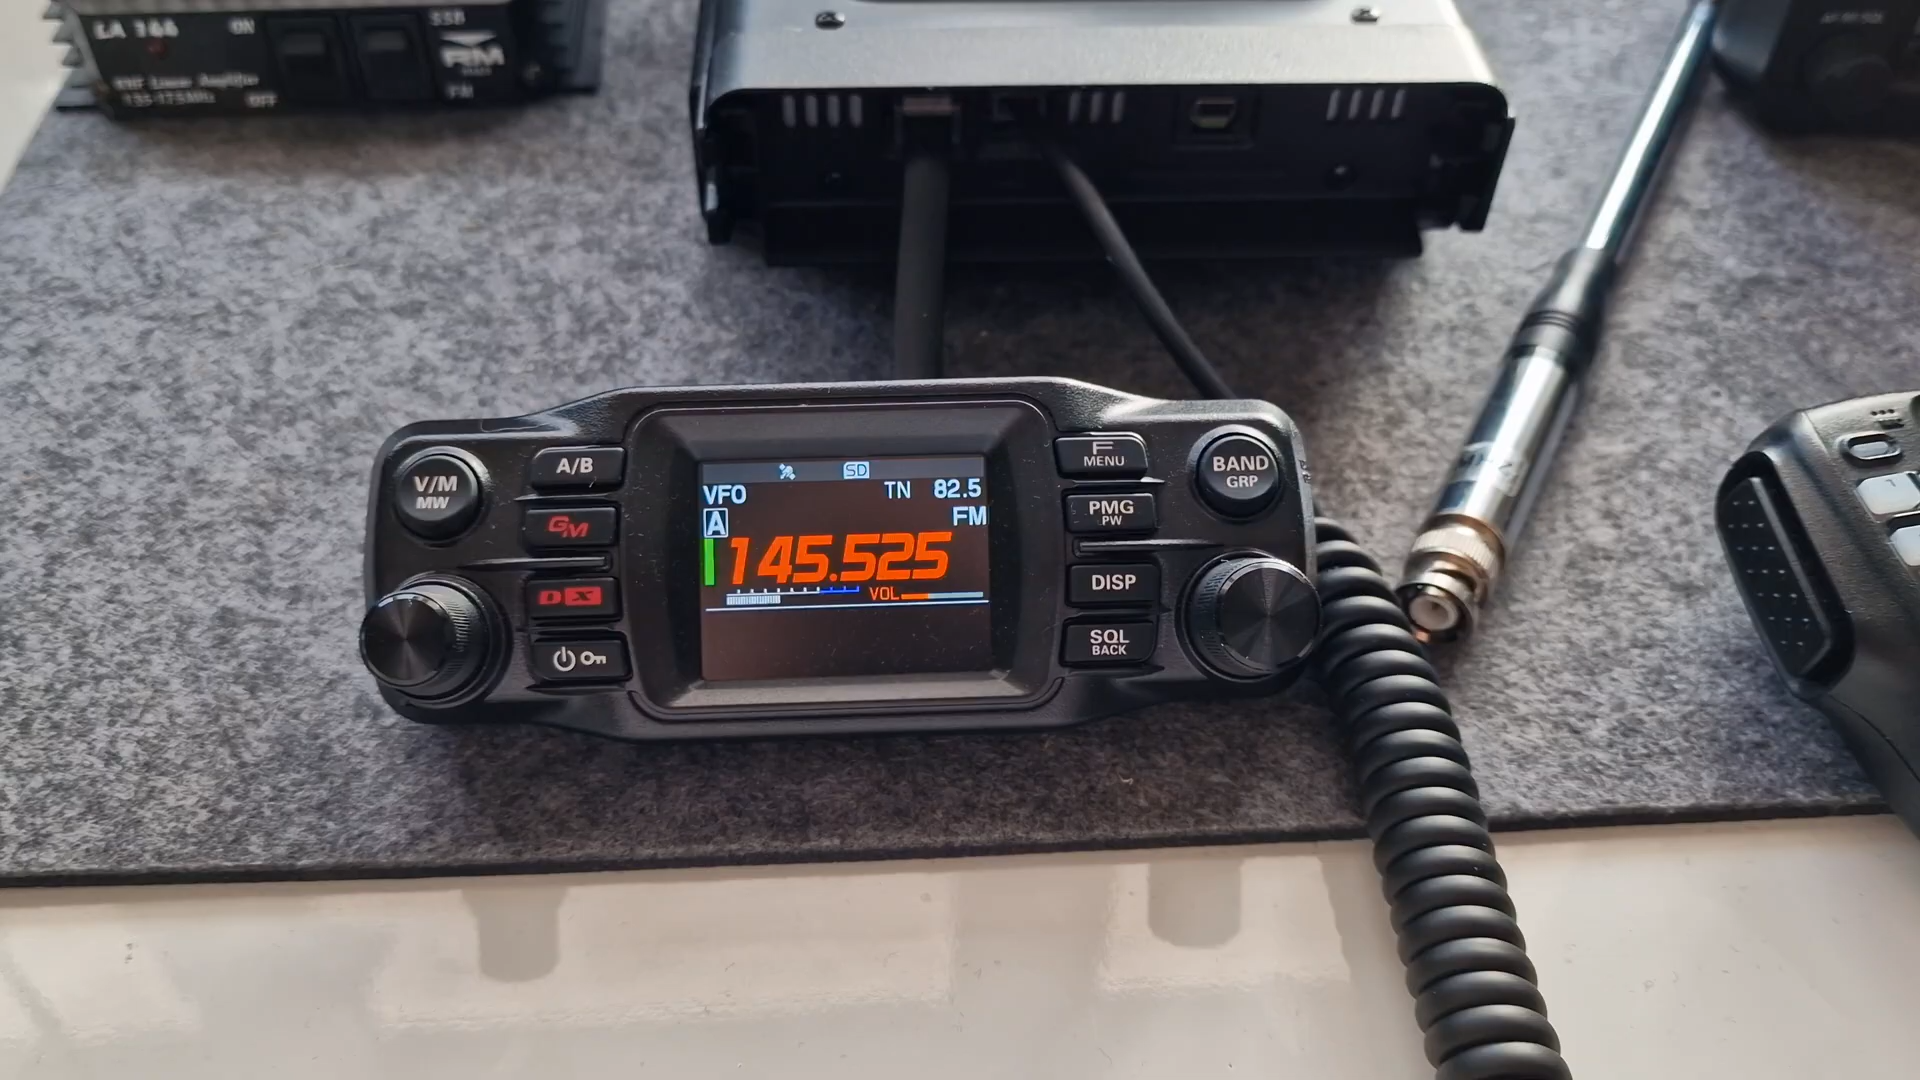 LA 144
ON
SSB
RM
VHF Linear Amplifier
135-175MHz
OFF
FM
V/M
MW
A/B
GM
DX
SD
VFO
TN 82.5
A
FM
145.525
VOL
F
MENU
PMG
PW
DISP
SQL
BACK
BAND
GRP
1